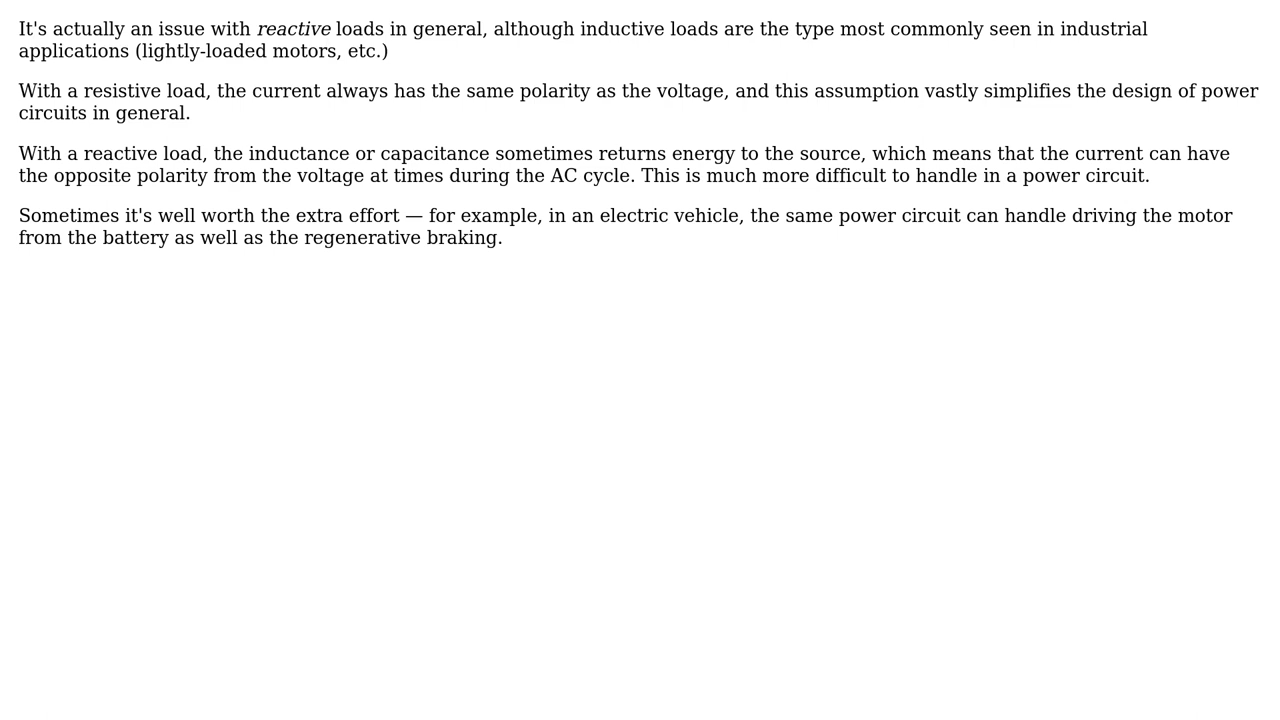 It's actually an issue with reactive loads in general, although inductive loads are the type most commonly seen in industrial
applications (lightly-loaded motors, etc.)
With a resistive load, the current always has the same polarity as the voltage, and this assumption vastly simplifies the design of power
circuits in general.
With a reactive load, the inductance or capacitance sometimes returns energy to the source, which means that the current can have
the opposite polarity from the voltage at times during the AC cycle. This is much more difficult to handle in a power circuit.
Sometimes it's well worth the extra effort — for example, in an electric vehicle, the same power circuit can handle driving the motor
from the battery as well as the regenerative braking.